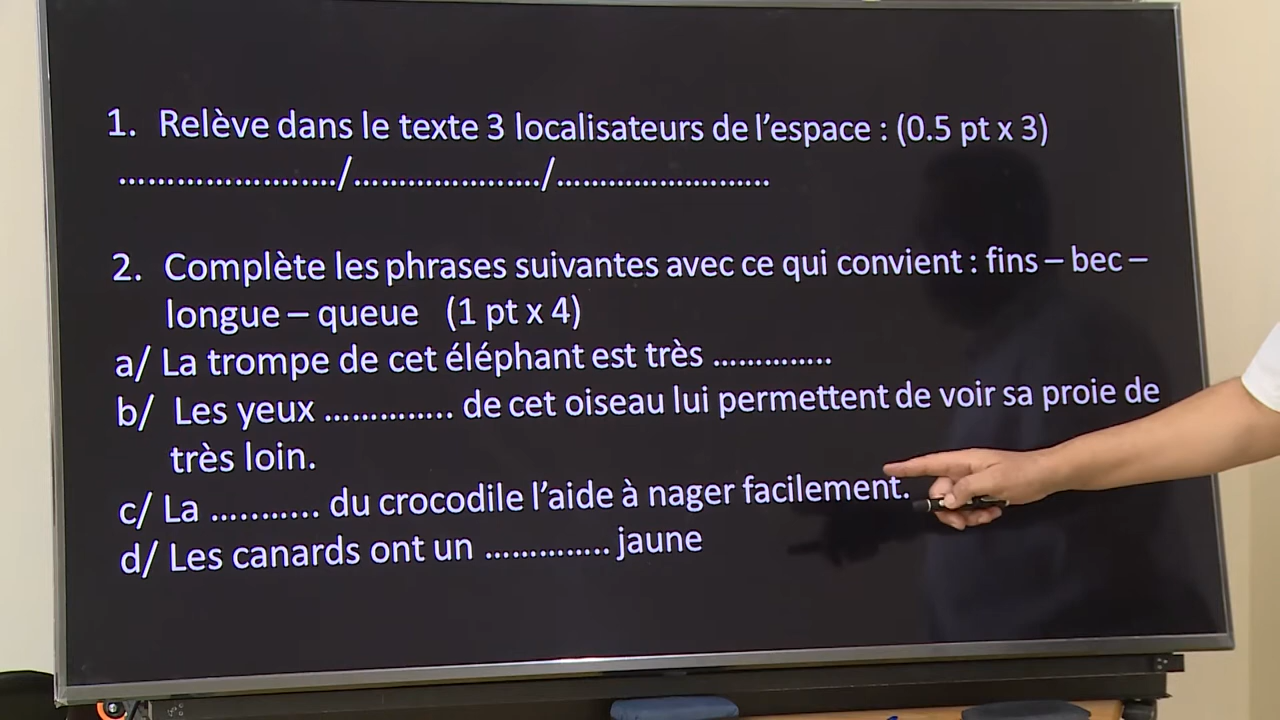 1. Relève dans le texte 3 localisateurs de l'espace : (0.5 pt x 3)
......................../...................../........................
2. Complète les phrases suivantes avec ce qui convient : fins – bec –
longue – queue (1 pt x 4)
a/ La trompe de cet éléphant est très ..............
b/ Les yeux .............. de cet oiseau lui permettent de voir sa proie de
très loin.
c/ La ........... du crocodile l'aide à nager facilement.
d/ Les canards ont un .............. jaune